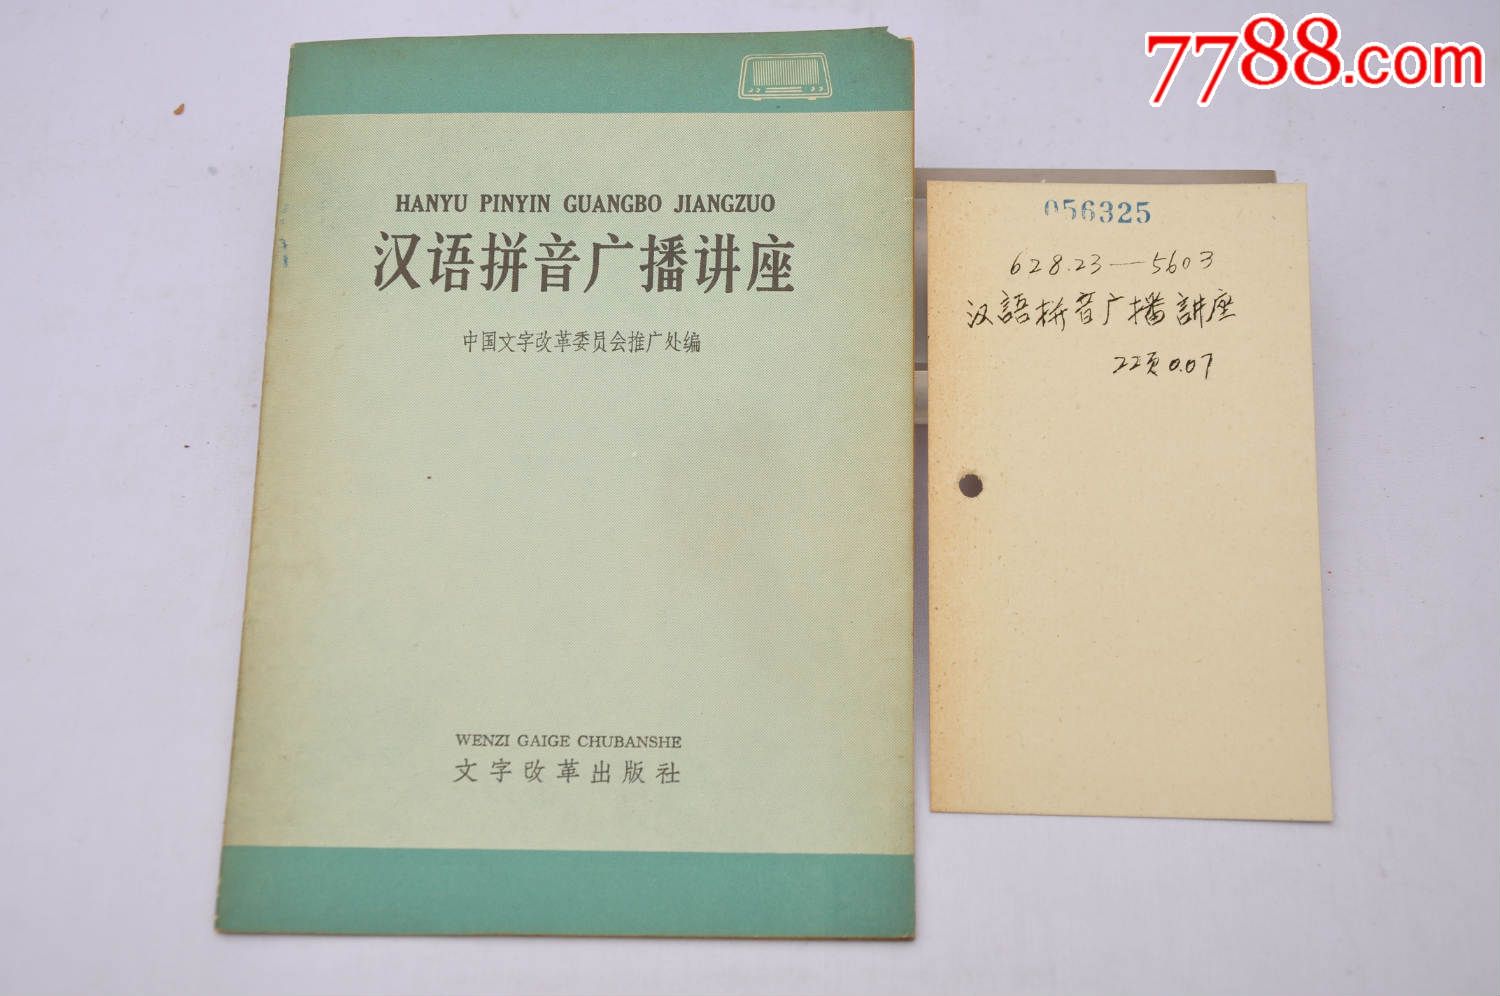 7788.com
HANYU PINYIN GUANGBO JIANGZUO
汉语拼音广播讲座
中国文字改革委员会推广处编
WENZI GAIGE CHUBANSHE
文字改革出版社
056325
628.23—5603
汉語拼音广播講座
22页0.07